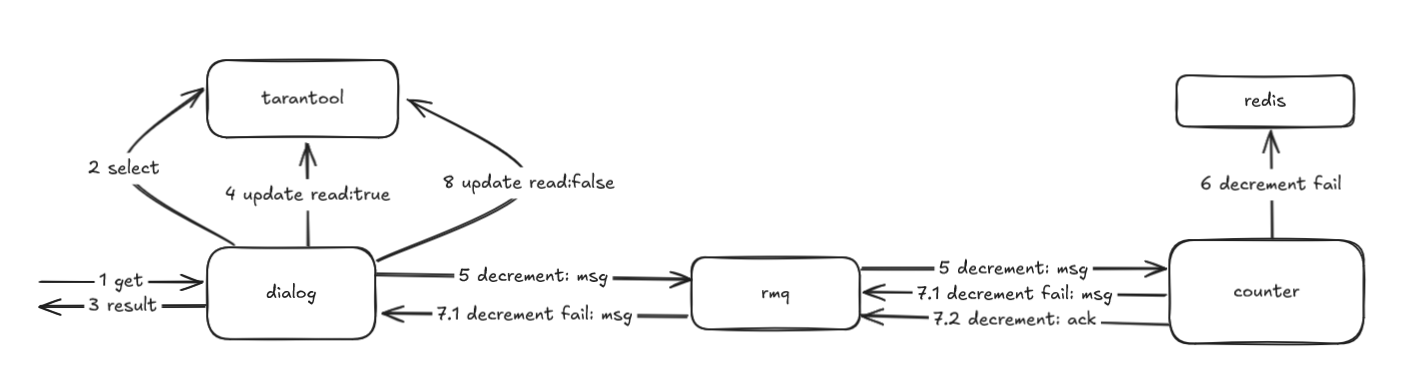 tarantool
redis
2 select
4 update read:true
8 update read:false
6 decrement fail
1 get
3 result
dialog
5 decrement: msg
7.1 decrement fail: msg
rmq
5 decrement: msg
7.1 decrement fail: msg
7.2 decrement: ack
counter